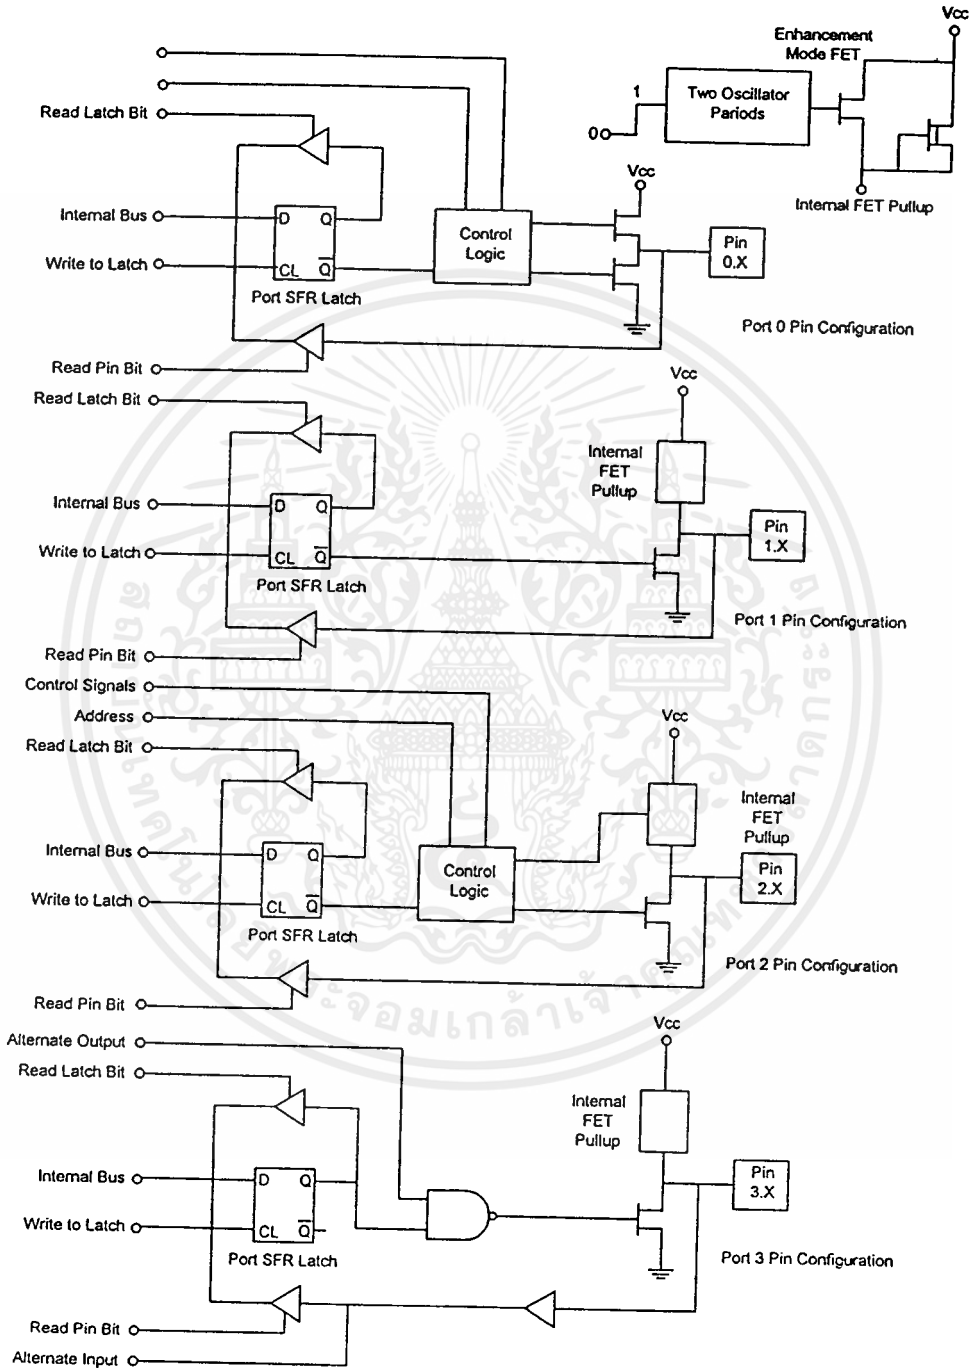 Vcc
Enhancement
Mode FET
1
Two Oscillator
Pariods
0
Internal FET Pullup
Read Latch Bit
Internal Bus
Write to Latch
D Q
CL Q
Port SFR Latch
Control
Logic
Vcc
Pin
0.X
Port 0 Pin Configuration
Read Pin Bit
Read Latch Bit
Vcc
Internal
FET
Pullup
Internal Bus
Write to Latch
D Q
CL Q
Port SFR Latch
Pin
1.X
Port 1 Pin Configuration
Read Pin Bit
Control Signals
Address
Read Latch Bit
Vcc
Internal
FET
Pullup
Internal Bus
Write to Latch
D Q
CL Q
Port SFR Latch
Control
Logic
Pin
2.X
Port 2 Pin Configuration
Read Pin Bit
Alternate Output
Read Latch Bit
Vcc
Internal
FET
Pullup
Internal Bus
Write to Latch
D Q
CL Q
Port SFR Latch
Pin
3.X
Port 3 Pin Configuration
Read Pin Bit
Alternate Input